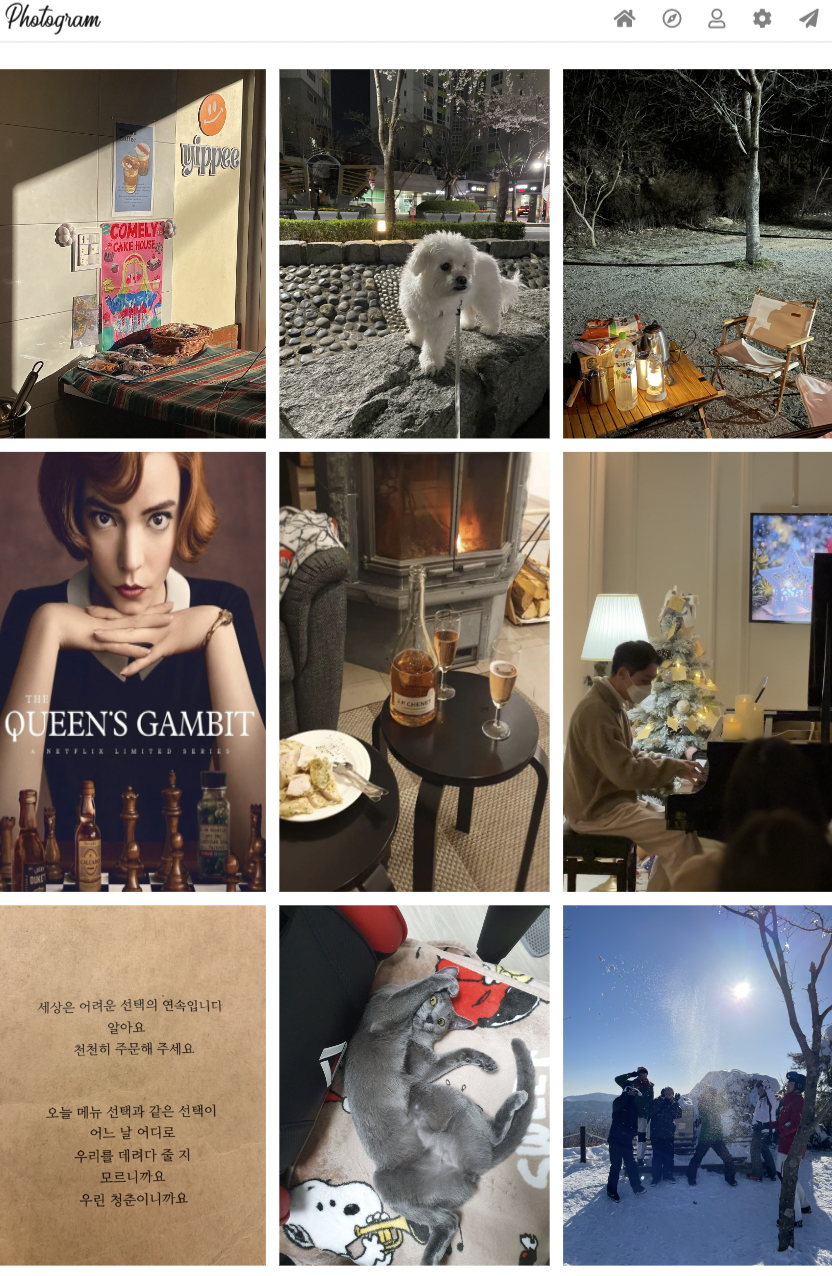 Photogram
yippee
COMELY
CAKE HOUSE
THE
QUEEN'S GAMBIT
A NETFLIX LIMITED SERIES
J.P. CHENET
세상은 어려운 선택의 연속입니다
알아요
천천히 주문해 주세요
오늘 메뉴 선택과 같은 선택이
어느 날 어디로
우리를 데려다 줄 지
모르니까요
우린 청춘이니까요
SWEET